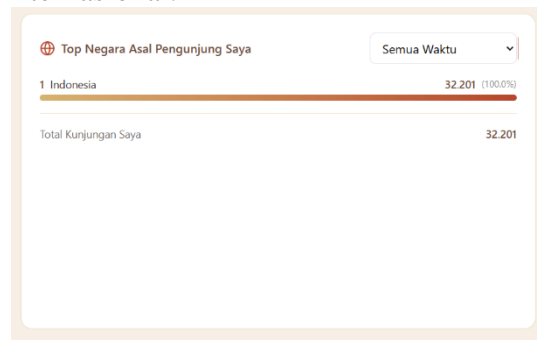 Top Negara Asal Pengunjung Saya
Semua Waktu
1 Indonesia
32.201 (100.0%)
Total Kunjungan Saya
32.201